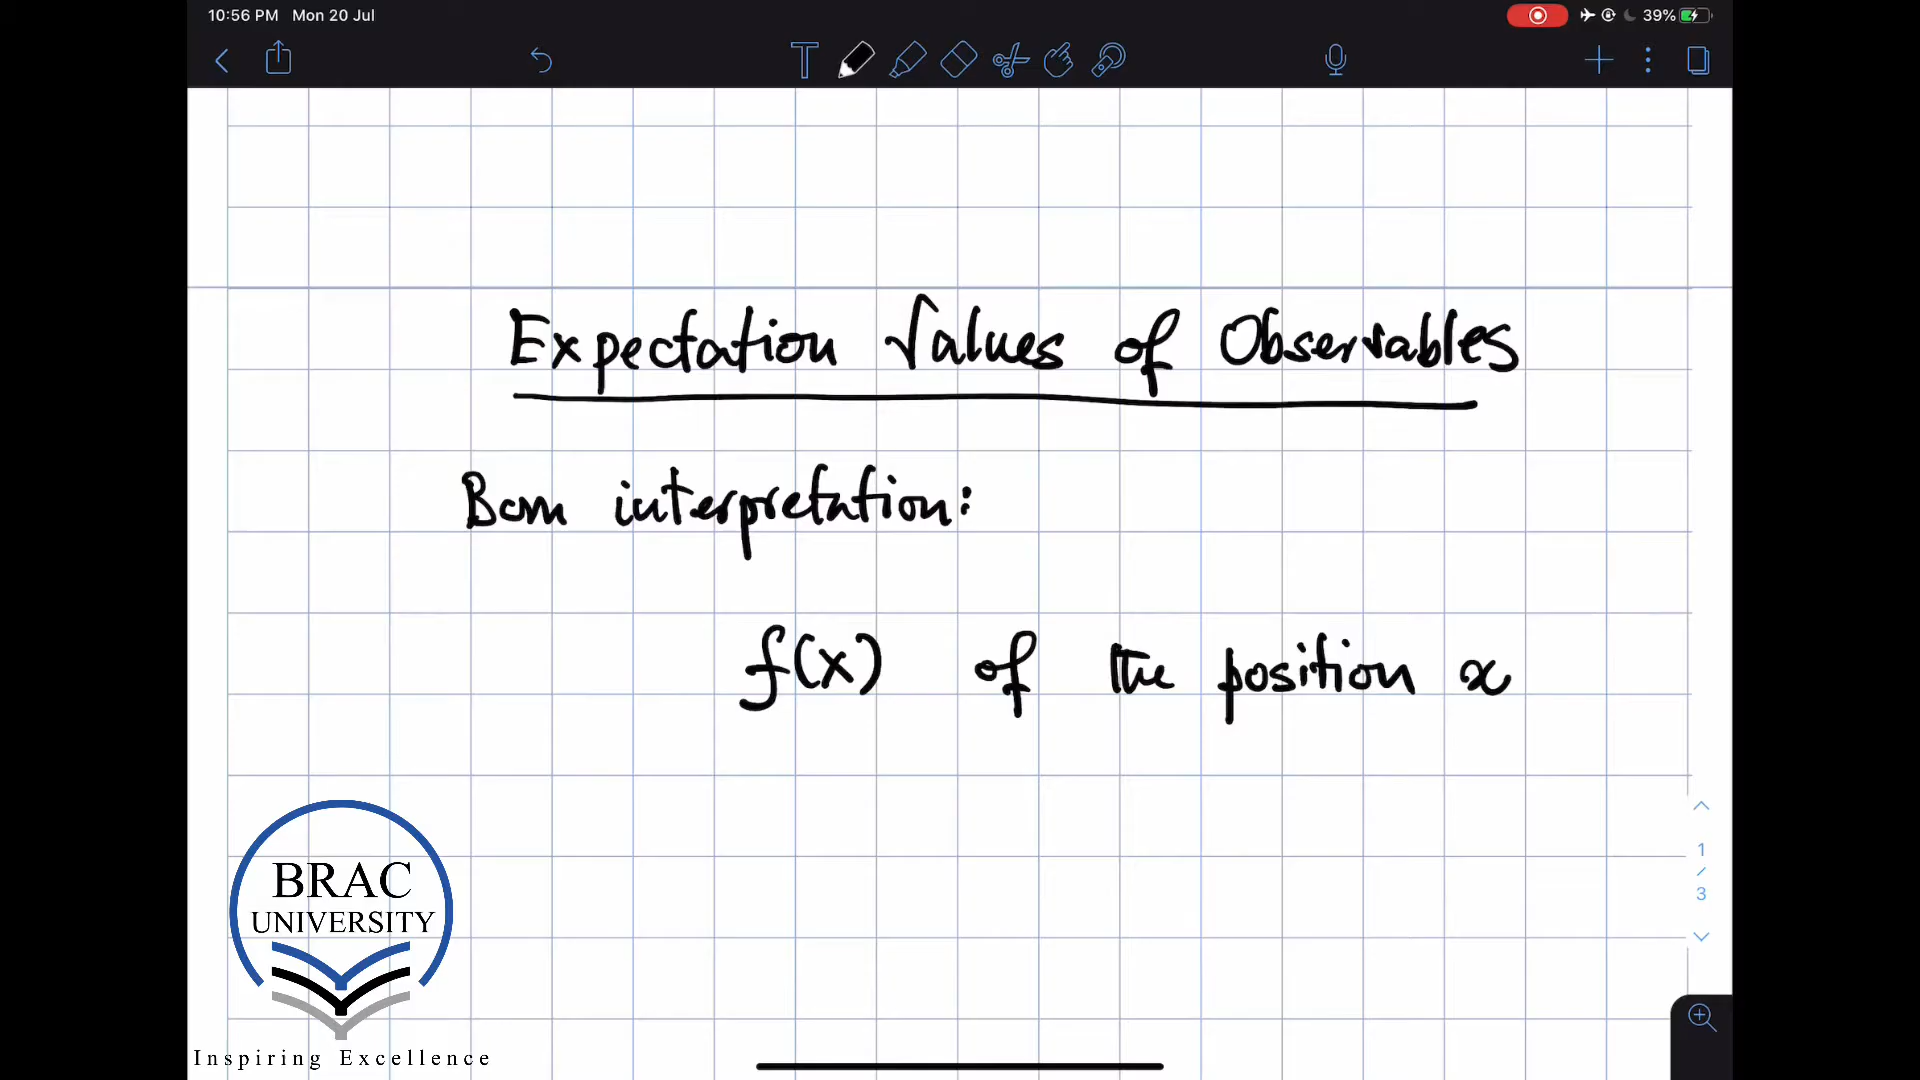 10:56 PM Mon 20 Jul
39%
Expectation Values of Observables
Born interpretation:
f(x) of the position x
1
/
3
BRAC
UNIVERSITY
Inspiring Excellence